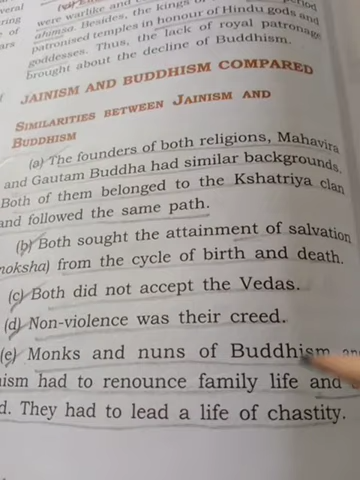 were warlike and
ahimsa. Besides, the kings
patronised temples in honour of Hindu gods and
goddesses. Thus, the lack of royal patronage
brought about the decline of Buddhism.
JAINISM AND BUDDHISM COMPARED
SIMILARITIES BETWEEN JAINISM AND
BUDDHISM
(a) The founders of both religions, Mahavira
and Gautam Buddha had similar backgrounds.
Both of them belonged to the Kshatriya clan
and followed the same path.
(b) Both sought the attainment of salvation
(moksha) from the cycle of birth and death.
(c) Both did not accept the Vedas.
(d) Non-violence was their creed.
(e) Monks and nuns of Buddhism
had to renounce family life and
They had to lead a life of chastity.